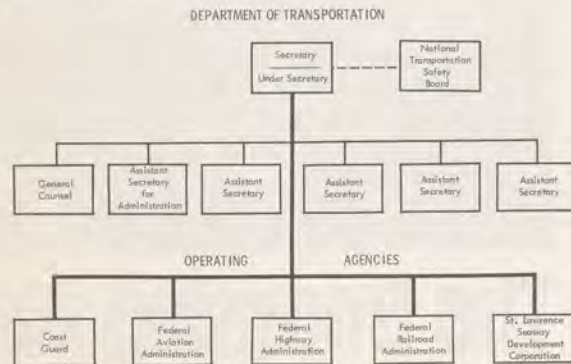 DEPARTMENT OF TRANSPORTATION
Secretary
Under Secretary
National
Transportation
Safety
Board
General
Counsel
Assistant
Secretary
for
Administration
Assistant
Secretary
Assistant
Secretary
Assistant
Secretary
Assistant
Secretary
OPERATING AGENCIES
Coast
Guard
Federal
Aviation
Administration
Federal
Highway
Administration
Federal
Railroad
Administration
St. Lawrence
Seaway
Development
Corporation